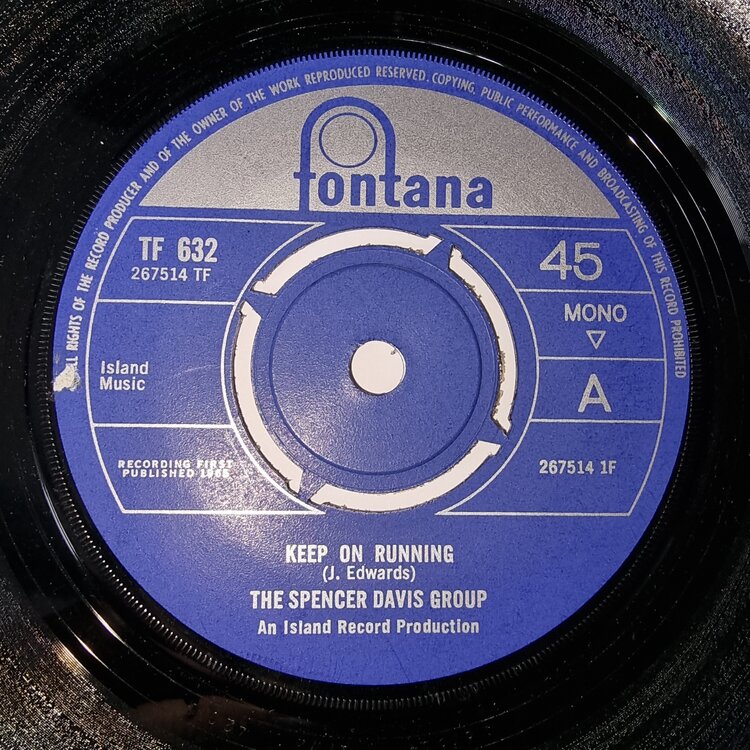 ALL RIGHTS OF THE RECORD PRODUCER AND OF THE OWNER OF THE WORK REPRODUCED RESERVED. COPYING, PUBLIC PERFORMANCE AND BROADCASTING OF THIS RECORD PROHIBITED
fontana
TF 632
267514 TF
45
MONO
A
Island
Music
RECORDING FIRST
PUBLISHED 1965
267514 1F
KEEP ON RUNNING
(J. Edwards)
THE SPENCER DAVIS GROUP
An Island Record Production